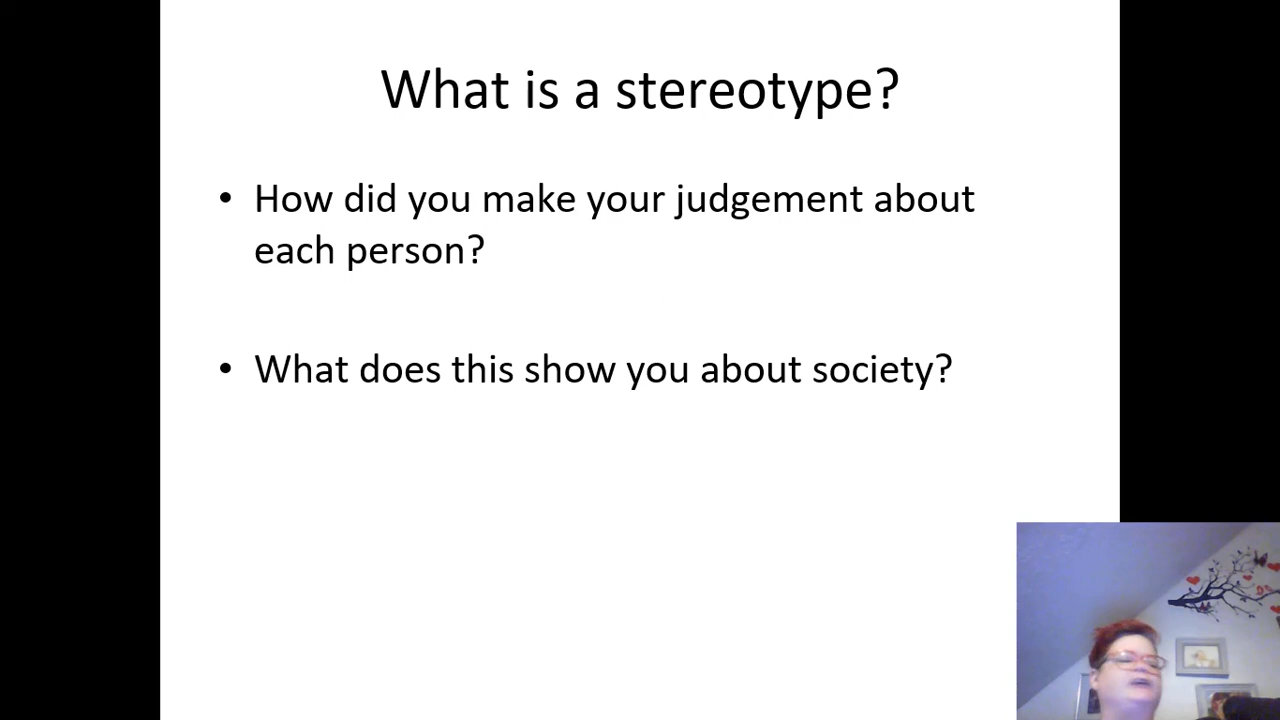 What is a stereotype?
• How did you make your judgement about
each person?
• What does this show you about society?